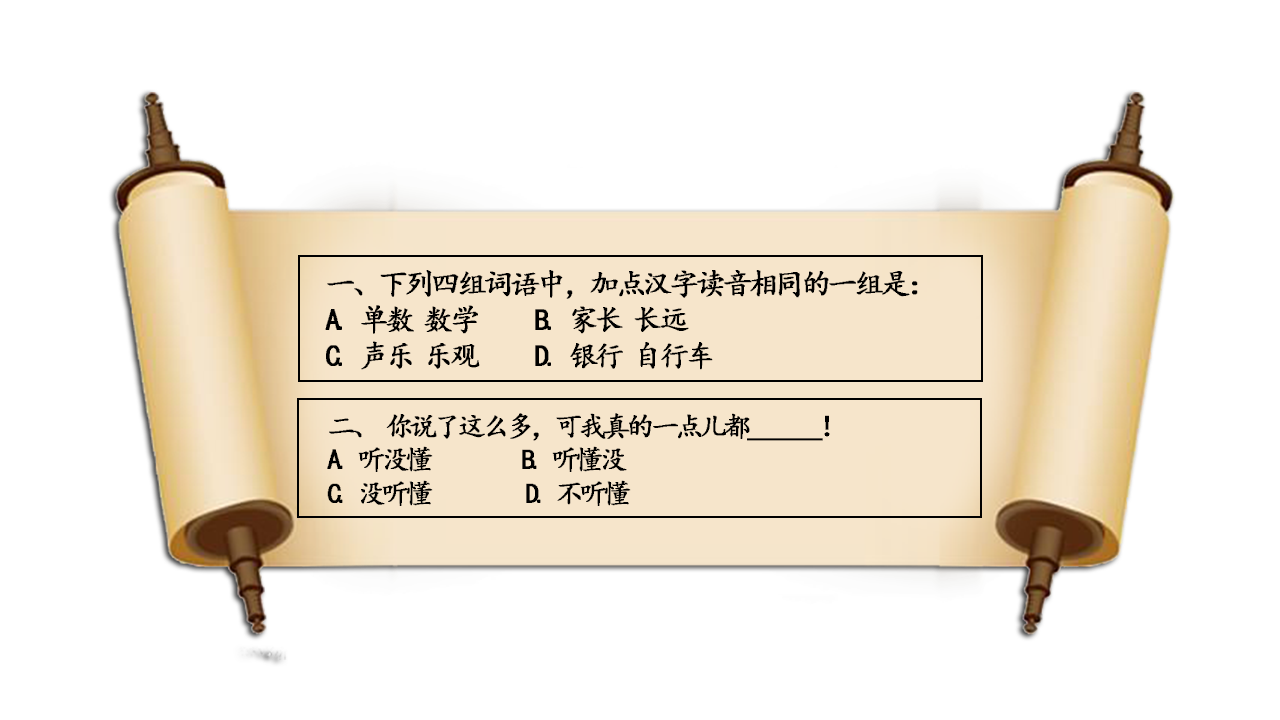 一、下列四组词语中，加点汉字读音相同的一组是：
A. 单数 数学 B. 家长 长远
C. 声乐 乐观 D. 银行 自行车
二、 你说了这么多，可我真的一点儿都______！
A. 听没懂 B. 听懂没
C. 没听懂 D. 不听懂